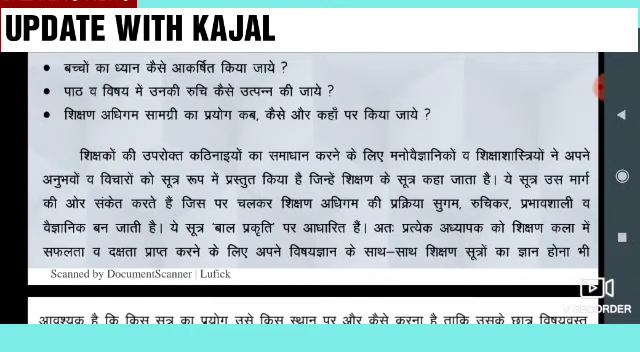 UPDATE WITH KAJAL
• बच्चों का ध्यान कैसे आकर्षित किया जाये ?
• पाठ व विषय में उनकी रुचि कैसे उत्पन्न की जाये ?
• शिक्षण अधिगम सामग्री का प्रयोग कब, कैसे और कहाँ पर किया जाये ?
शिक्षकों की उपरोक्त कठिनाइयों का समाधान करने के लिए मनोवैज्ञानिकों व शिक्षाशास्त्रियों ने अपने
अनुभवों व विचारों को सूत्र रूप में प्रस्तुत किया है जिन्हें शिक्षण के सूत्र कहा जाता है। ये सूत्र उस मार्ग
की ओर संकेत करते हैं जिस पर चलकर शिक्षण अधिगम की प्रक्रिया सुगम, रुचिकर, प्रभावशाली व
वैज्ञानिक बन जाती है। ये सूत्र 'बाल प्रकृति' पर आधारित हैं। अतः प्रत्येक अध्यापक को शिक्षण कला में
सफलता व दक्षता प्राप्त करने के लिए अपने विषयज्ञान के साथ-साथ शिक्षण सूत्रों का ज्ञान होना भी
Scanned by DocumentScanner | Lufick
आवश्यक है कि किस सूत्र का प्रयोग उसे किस स्थान पर और कैसे करना है ताकि उसके छात्र विषयवस्तु